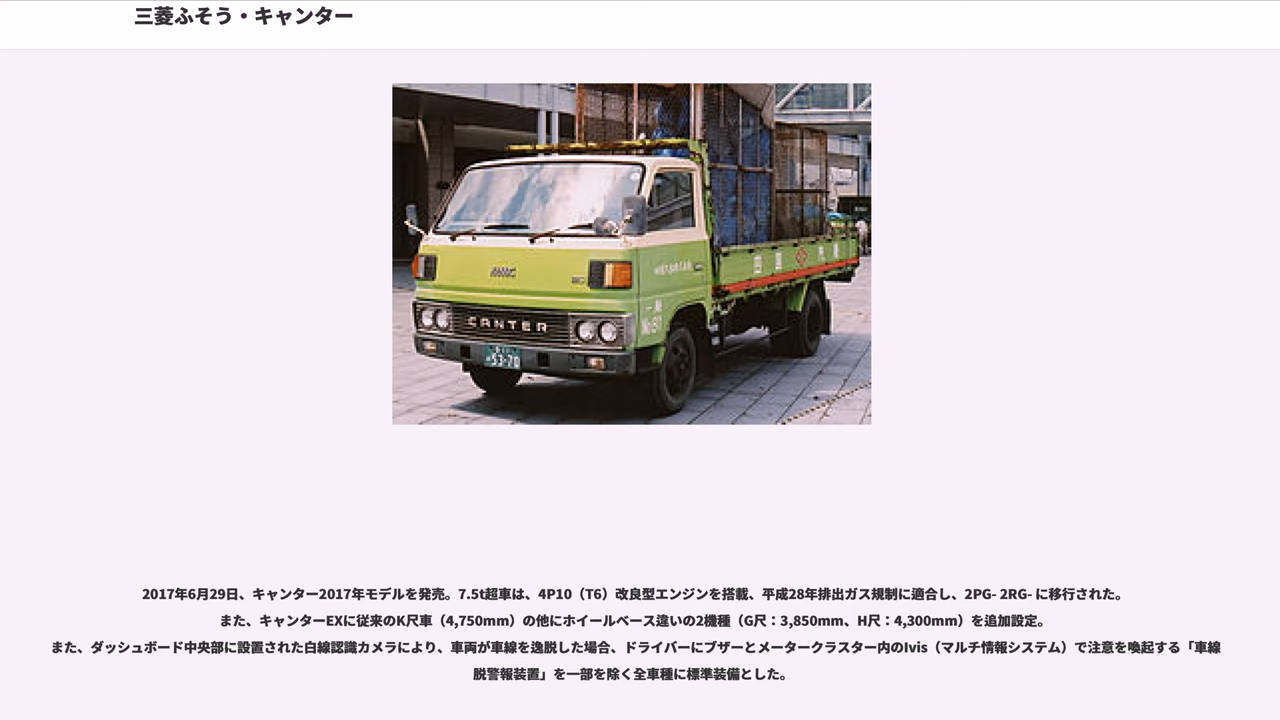 三菱ふそう・キャンター
CANTER
53-70
2017年6月29日、キャンター2017年モデルを発売。7.5t超車は、4P10（T6）改良型エンジンを搭載、平成28年排出ガス規制に適合し、2PG- 2RG- に移行された。
また、キャンターEXに従来のK尺車（4,750mm）の他にホイールベース違いの2機種（G尺：3,850mm、H尺：4,300mm）を追加設定。
また、ダッシュボード中央部に設置された白線認識カメラにより、車両が車線を逸脱した場合、ドライバーにブザーとメータークラスター内のIvis（マルチ情報システム）で注意を喚起する「車線
脱警報装置」を一部を除く全車種に標準装備とした。